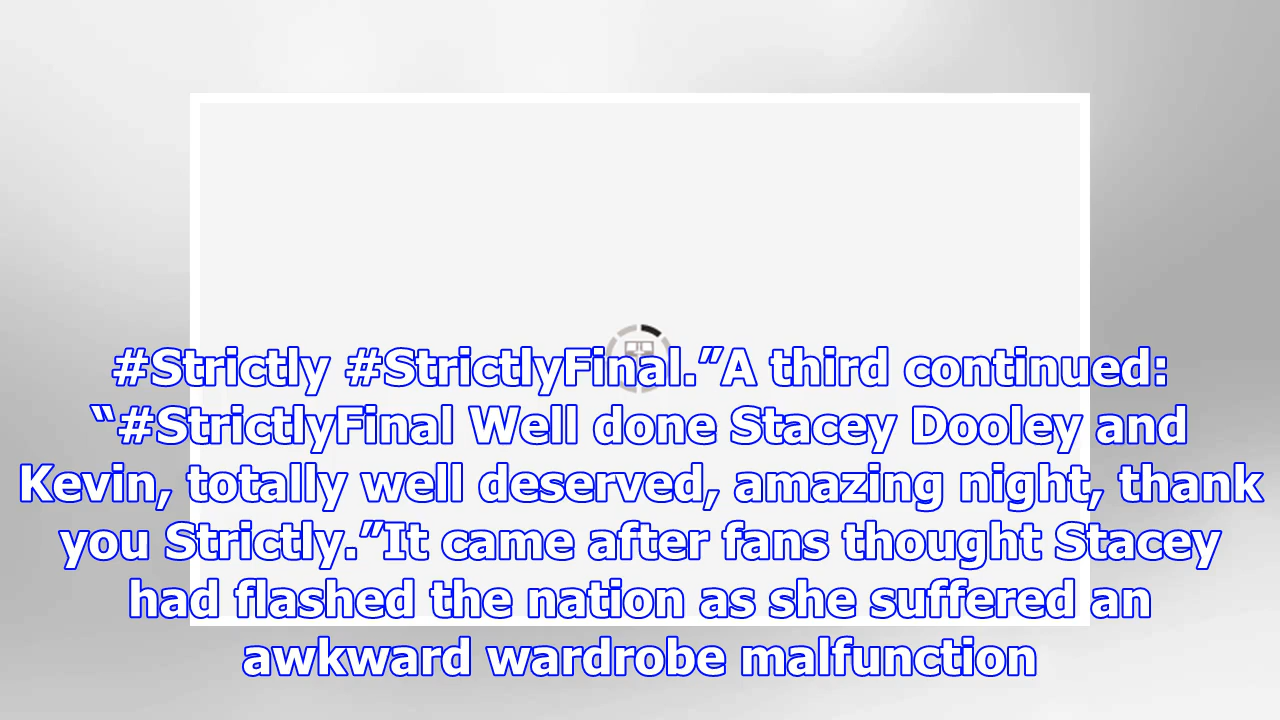 #Strictly #StrictlyFinal.”A third continued:
“#StrictlyFinal Well done Stacey Dooley and
Kevin, totally well deserved, amazing night, thank
you Strictly.”It came after fans thought Stacey
had flashed the nation as she suffered an
awkward wardrobe malfunction